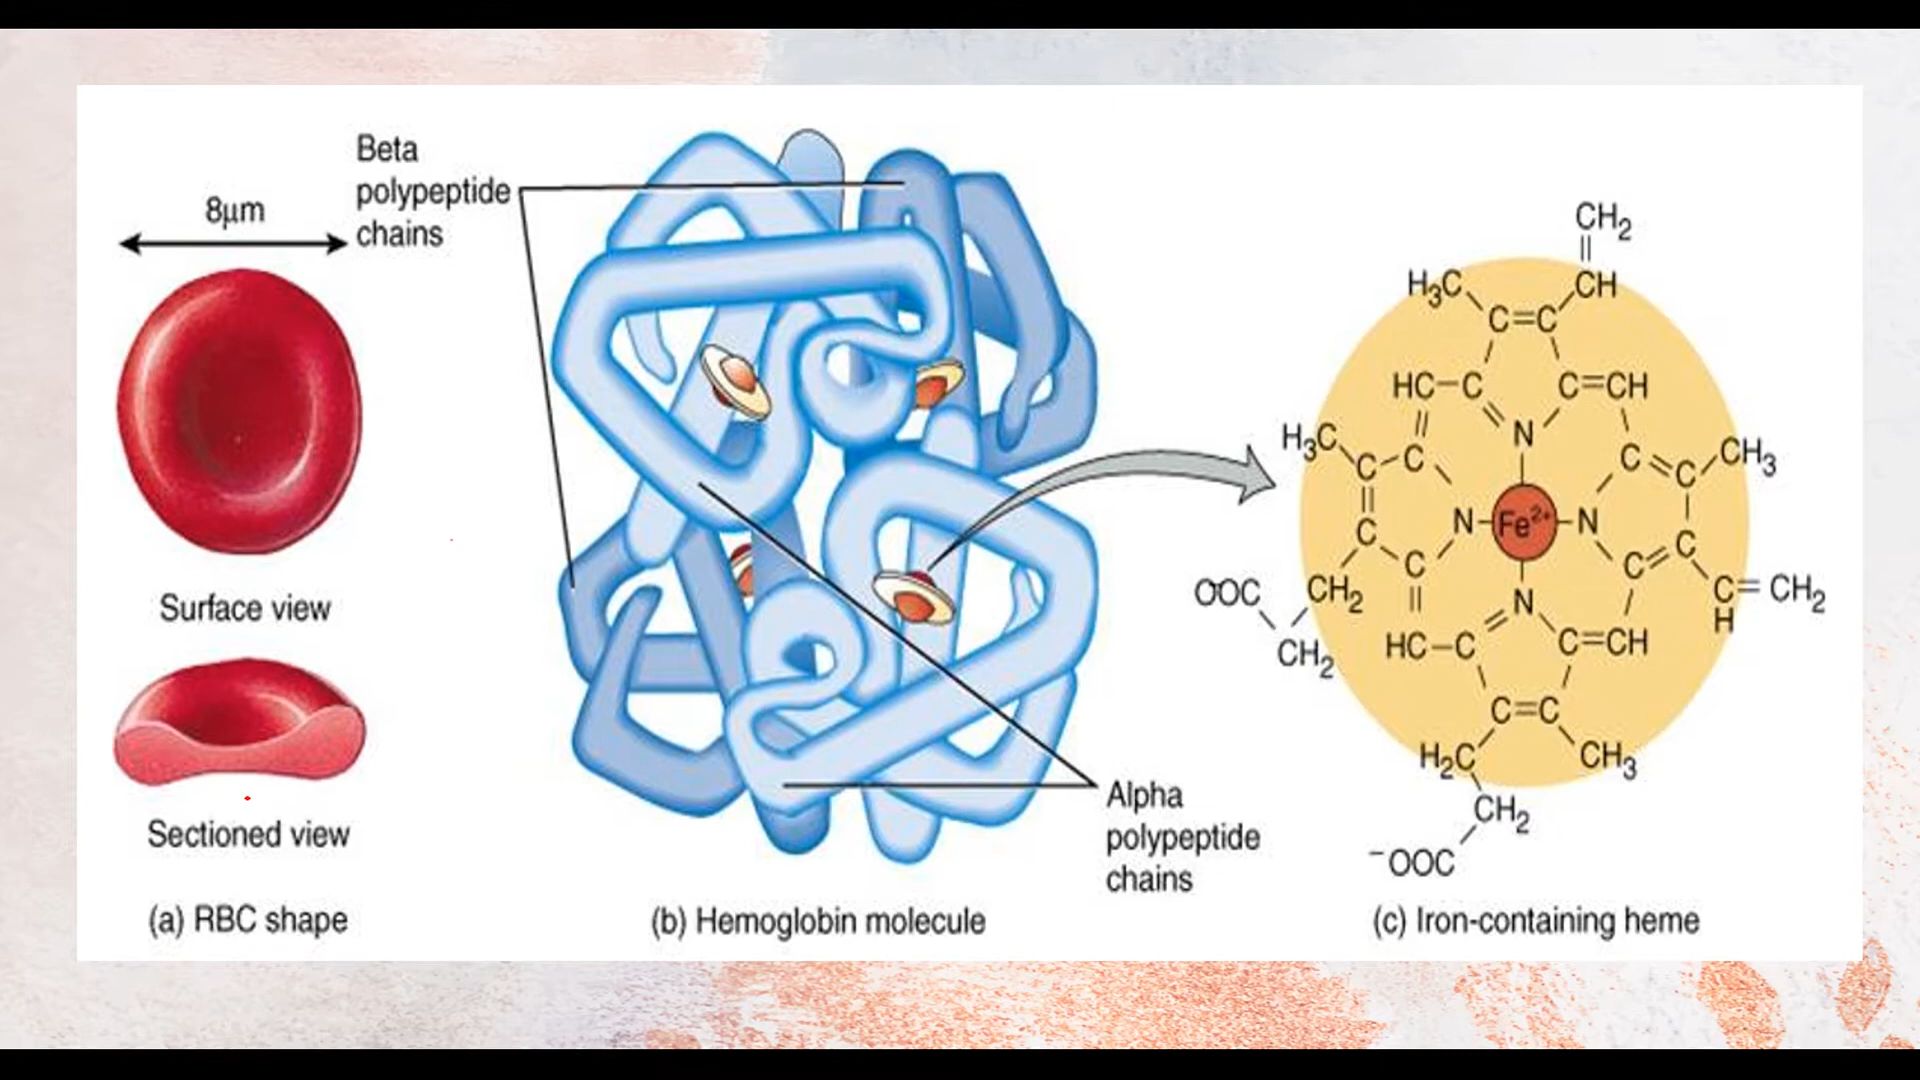 Beta
polypeptide
chains
8µm
Surface view
Sectioned view
(a) RBC shape
Alpha
polypeptide
chains
(b) Hemoglobin molecule
CH2
H3C
CH
C=C
HC-C
C=CH
N
H3C
C
C
C
CH3
C
N
Fe2+
N
C
C
C
C
OOC
CH2
C=CH2
H
CH2
N
HC-C
C=CH
C=C
H2C
CH3
CH2
-OOC
(c) Iron-containing heme